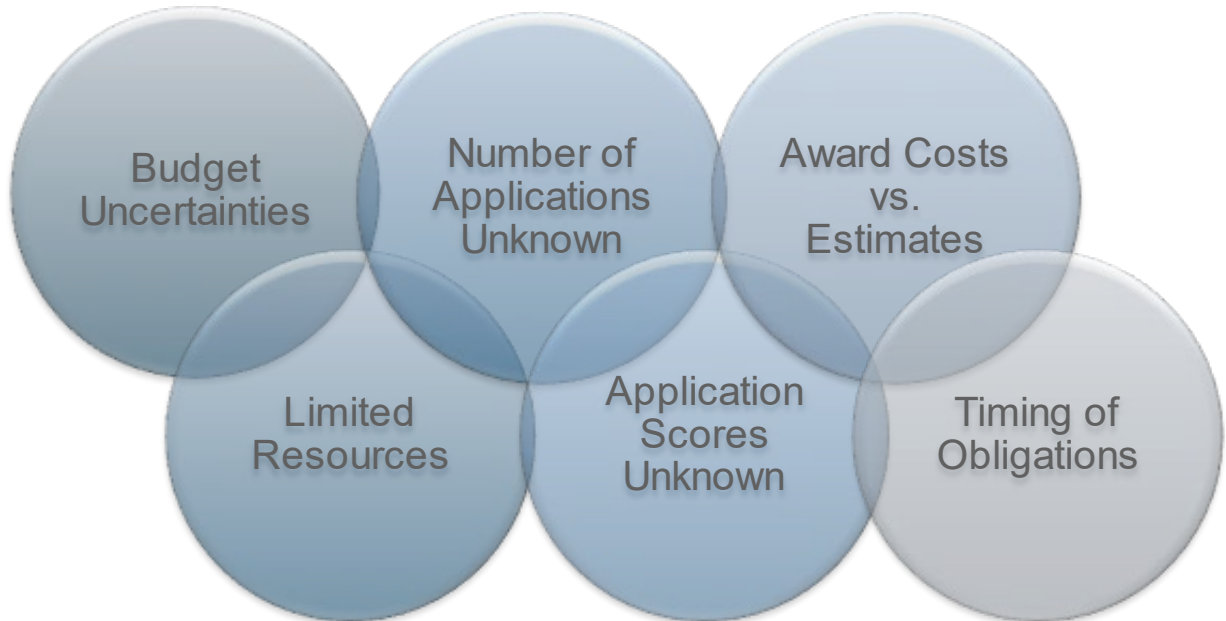 Budget
Uncertainties
Number of
Applications
Unknown
Award Costs
vs.
Estimates
Limited
Resources
Application
Scores
Unknown
Timing of
Obligations